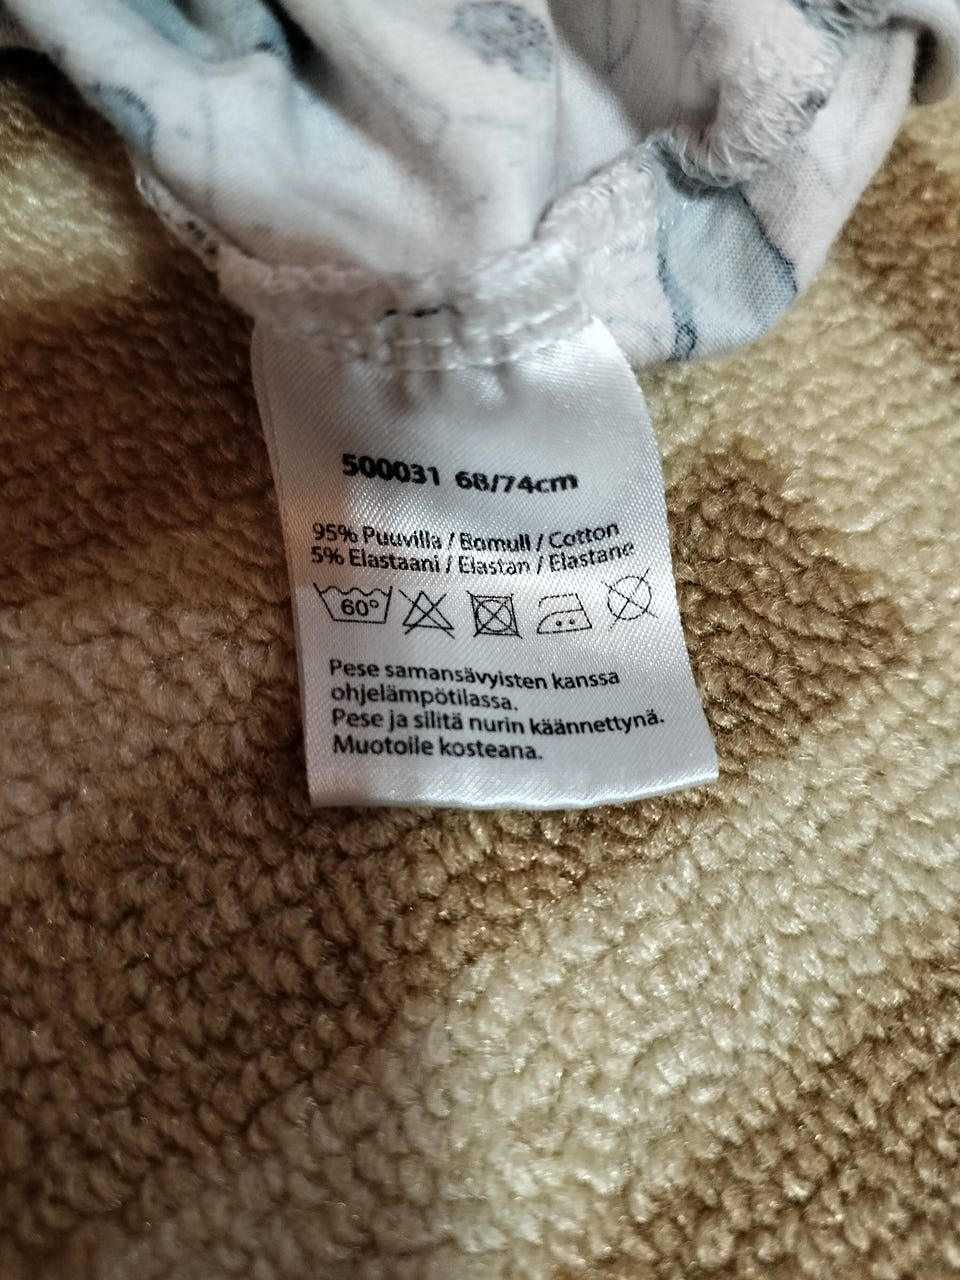 500031 68/74cm
95% Puuvilla / Bomull / Cotton
5% Elastaani / Elastan / Elastane
60°
Pese samansävyisten kanssa
ohjelämpötilassa.
Pese ja silitä nurin käännettynä.
Muotoile kosteana.